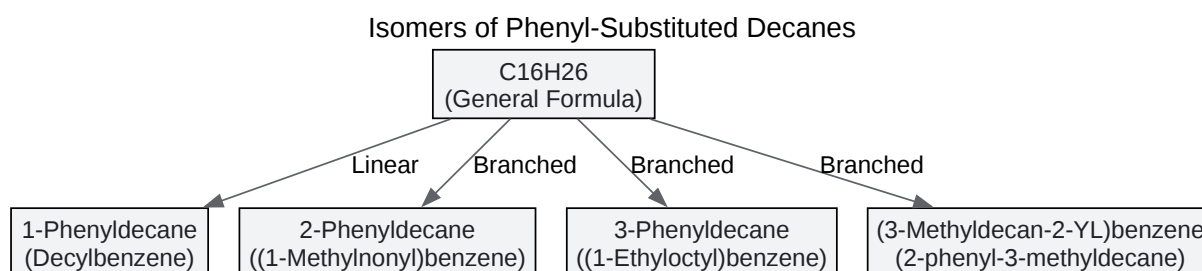 Isomers of Phenyl-Substituted Decanes
C16H26
(General Formula)
Linear
Branched
Branched
Branched
1-Phenyldecane
(Decylbenzene)
2-Phenyldecane
((1-Methylnonyl)benzene)
3-Phenyldecane
((1-Ethyloctyl)benzene)
(3-Methyldecan-2-YL)benzene
(2-phenyl-3-methyldecane)